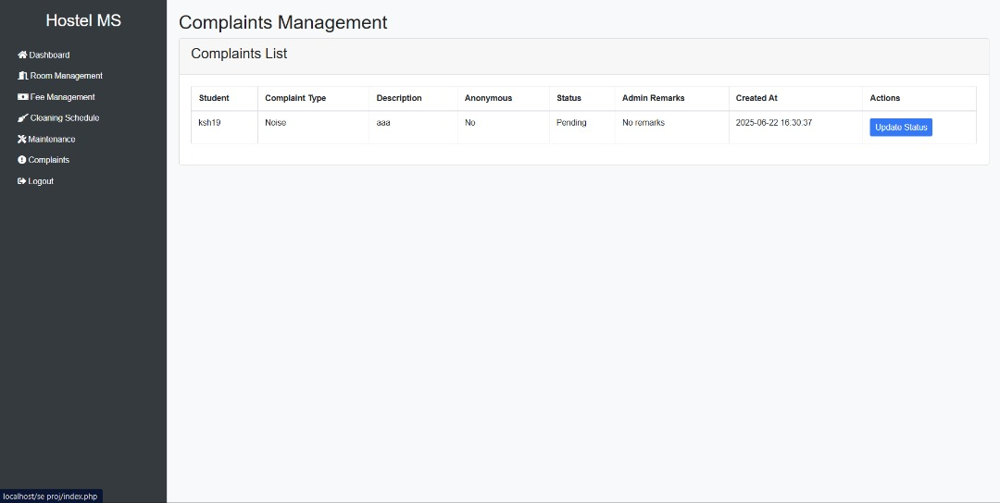 Hostel MS
Dashboard
Room Management
Fee Management
Cleaning Schedule
Maintenance
Complaints
Logout
Complaints Management
Complaints List
Student Complaint Type Description Anonymous Status Admin Remarks Created At Actions
ksh19 Noise aaa No Pending No remarks 2025-06-22 16:30:37 Update Status
localhost/se proj/index.php